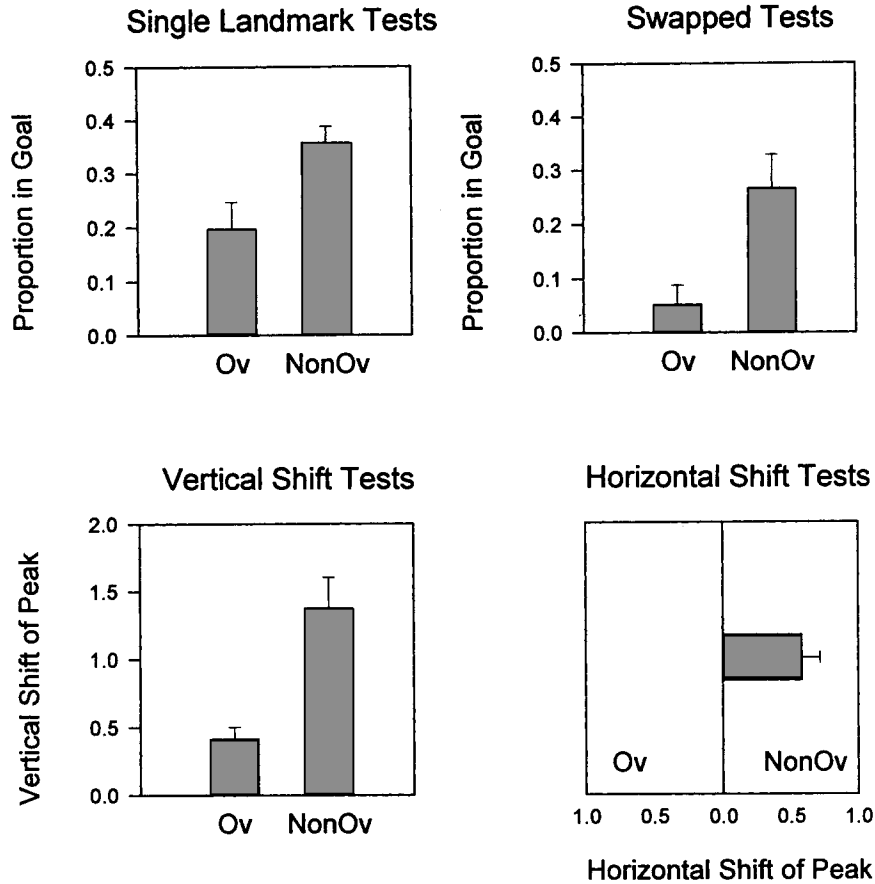 Single Landmark Tests
Proportion in Goal
0.5
0.4
0.3
0.2
0.1
0.0
Ov NonOv
Swapped Tests
Proportion in Goal
0.5
0.4
0.3
0.2
0.1
0.0
Ov NonOv
Vertical Shift Tests
Vertical Shift of Peak
2.0
1.5
1.0
0.5
0.0
Ov NonOv
Horizontal Shift Tests
Ov NonOv
1.0 0.5 0.0 0.5 1.0
Horizontal Shift of Peak